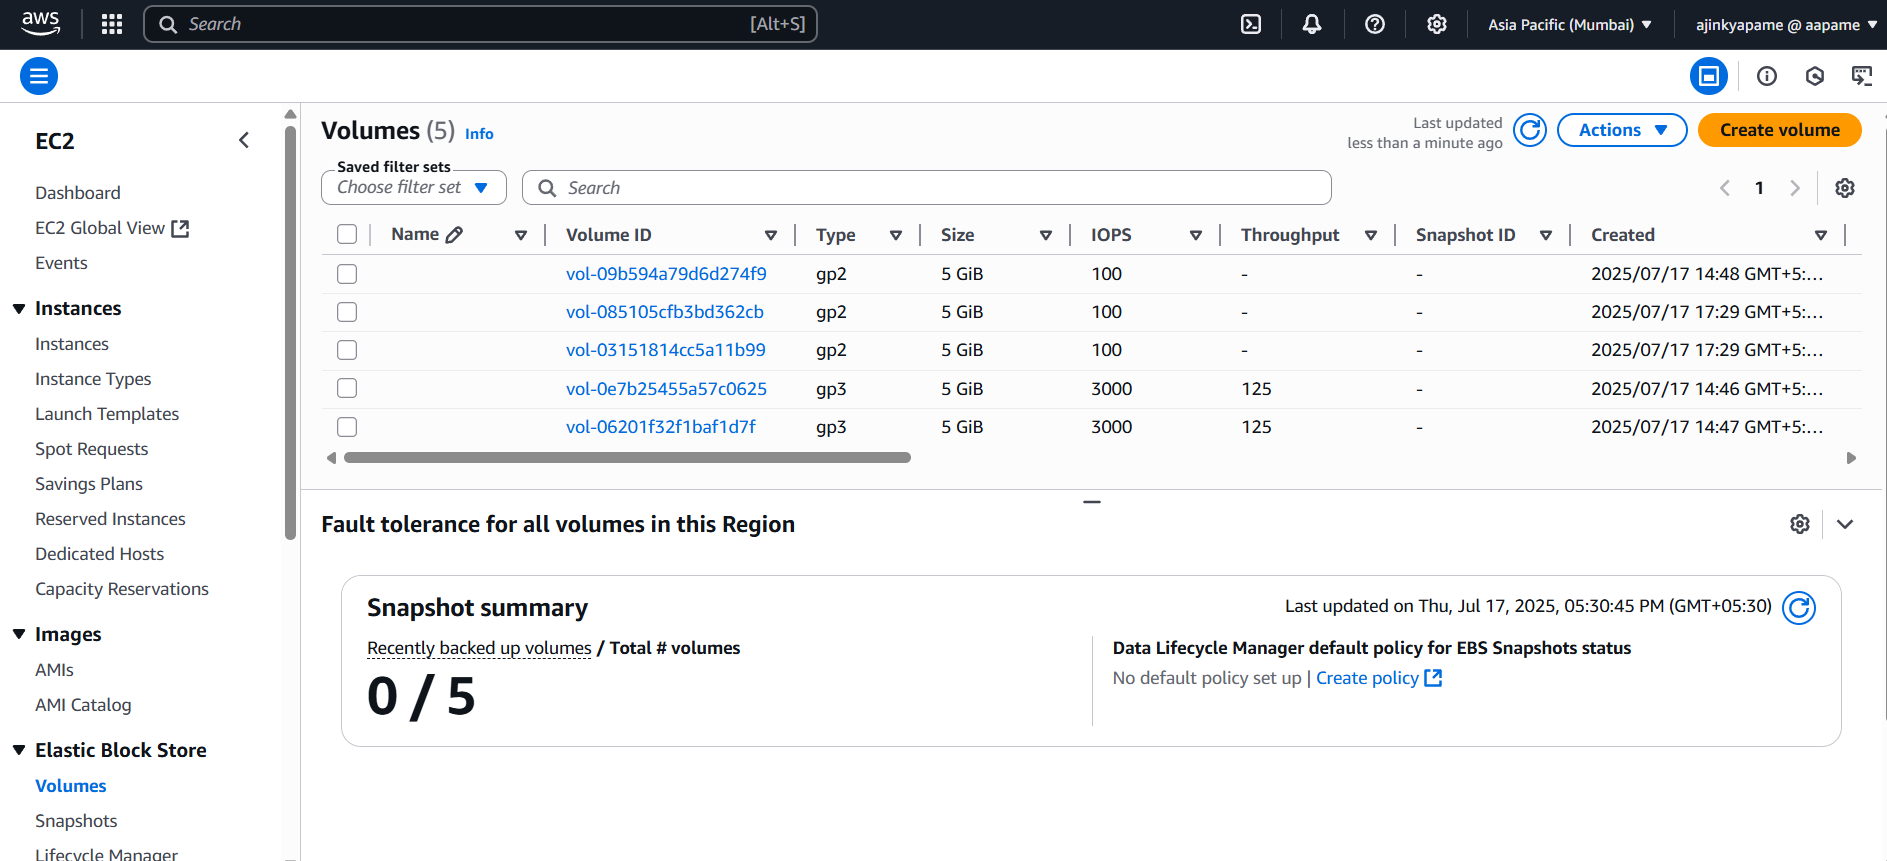 aws
Search [Alt+S]
Asia Pacific (Mumbai)
ajinkyapame @ aapame
EC2
Dashboard
EC2 Global View
Events
Instances
Instances
Instance Types
Launch Templates
Spot Requests
Savings Plans
Reserved Instances
Dedicated Hosts
Capacity Reservations
Images
AMIs
AMI Catalog
Elastic Block Store
Volumes
Snapshots
Lifecycle Manager
Volumes (5) Info
Last updated
less than a minute ago
Actions
Create volume
Saved filter sets
Choose filter set
Search
1
Name Volume ID Type Size IOPS Throughput Snapshot ID Created
vol-09b594a79d6d274f9 gp2 5 GiB 100 - - 2025/07/17 14:48 GMT+5:...
vol-085105cfb3bd362cb gp2 5 GiB 100 - - 2025/07/17 17:29 GMT+5:...
vol-03151814cc5a11b99 gp2 5 GiB 100 - - 2025/07/17 17:29 GMT+5:...
vol-0e7b25455a57c0625 gp3 5 GiB 3000 125 - 2025/07/17 14:46 GMT+5:...
vol-06201f32f1baf1d7f gp3 5 GiB 3000 125 - 2025/07/17 14:47 GMT+5:...
Fault tolerance for all volumes in this Region
Snapshot summary
Last updated on Thu, Jul 17, 2025, 05:30:45 PM (GMT+05:30)
Recently backed up volumes / Total # volumes
0 / 5
Data Lifecycle Manager default policy for EBS Snapshots status
No default policy set up | Create policy